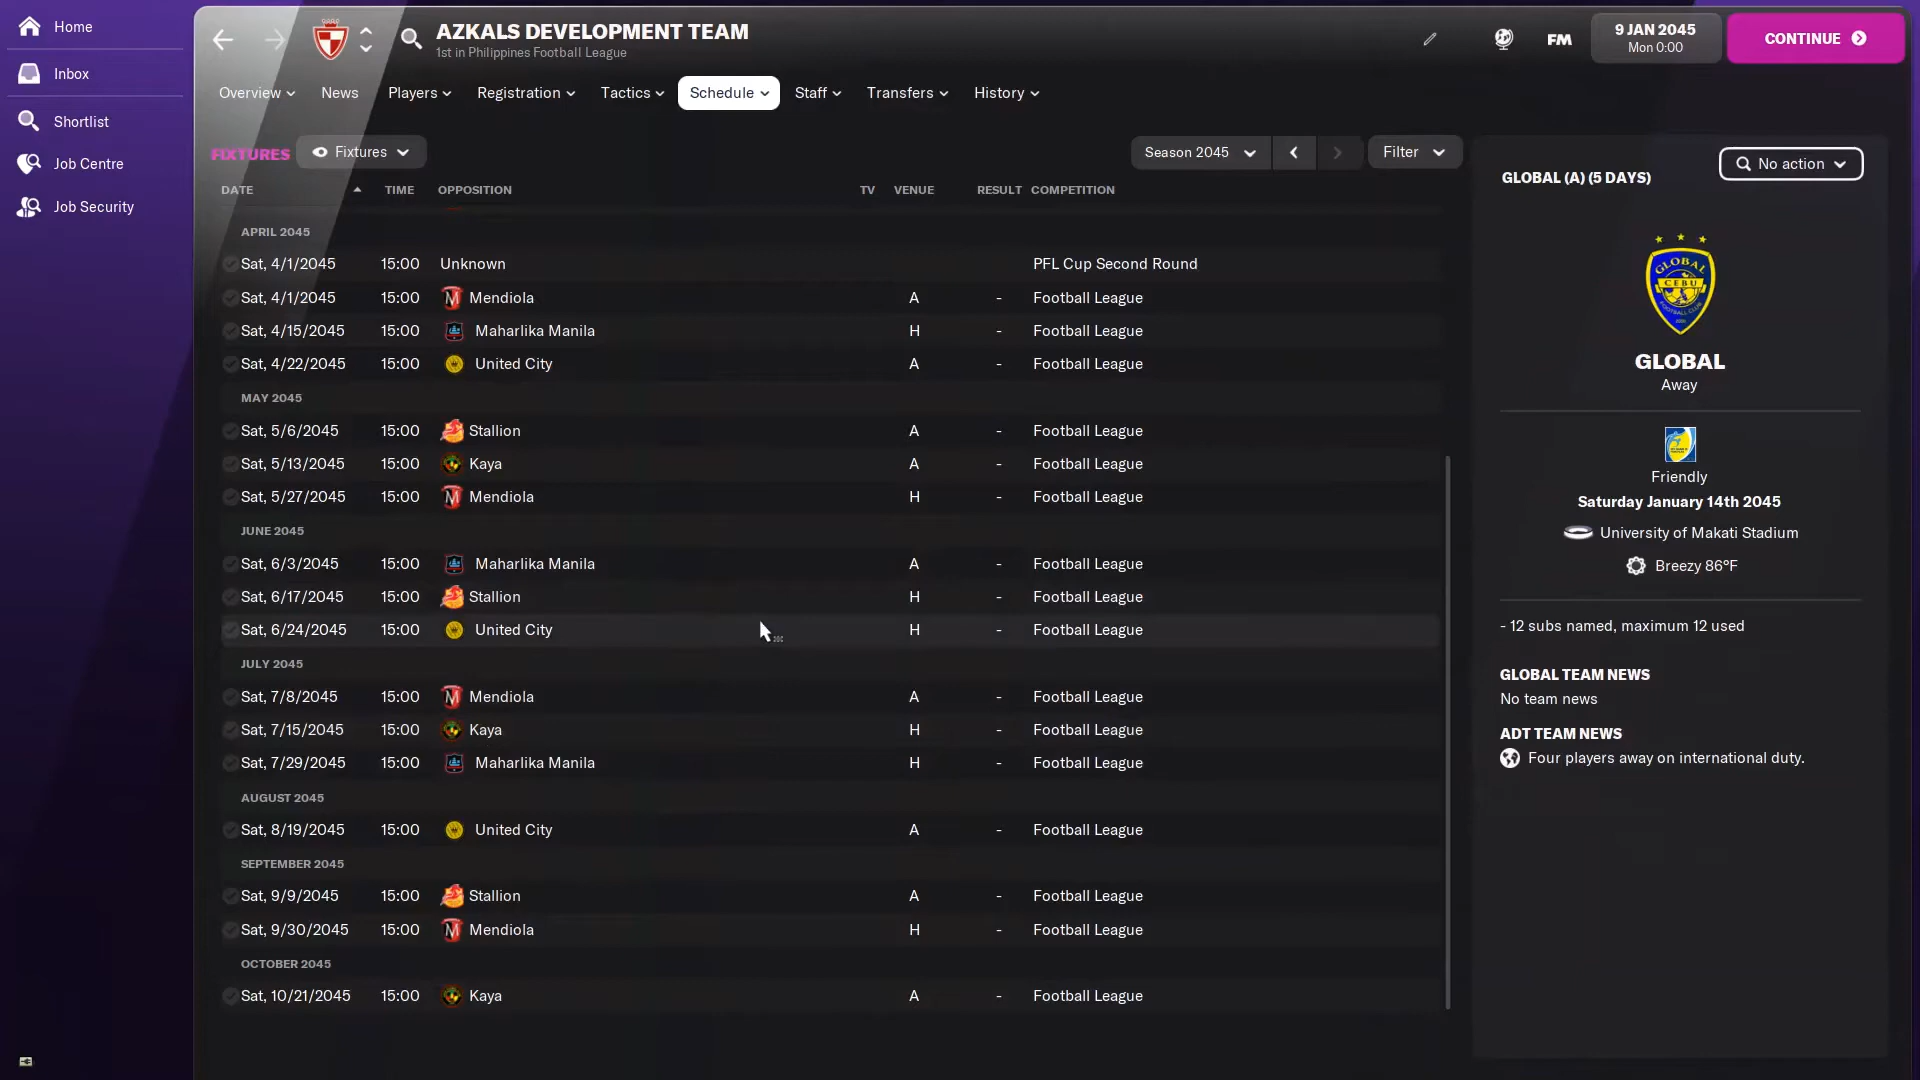 Home
Inbox
Shortlist
Job Centre
Job Security
AZKALS DEVELOPMENT TEAM
1st in Philippines Football League
FM
9 JAN 2045
Mon 0:00
CONTINUE
Overview News Players Registration Tactics Schedule Staff Transfers History
FIXTURES Fixtures Season 2045 Filter
DATE TIME OPPOSITION TV VENUE RESULT COMPETITION
APRIL 2045
Sat, 4/1/2045 15:00 Unknown PFL Cup Second Round
Sat, 4/1/2045 15:00 Mendiola A - Football League
Sat, 4/15/2045 15:00 Maharlika Manila H - Football League
Sat, 4/22/2045 15:00 United City A - Football League
MAY 2045
Sat, 5/6/2045 15:00 Stallion A - Football League
Sat, 5/13/2045 15:00 Kaya A - Football League
Sat, 5/27/2045 15:00 Mendiola H - Football League
JUNE 2045
Sat, 6/3/2045 15:00 Maharlika Manila A - Football League
Sat, 6/17/2045 15:00 Stallion H - Football League
Sat, 6/24/2045 15:00 United City H - Football League
JULY 2045
Sat, 7/8/2045 15:00 Mendiola A - Football League
Sat, 7/15/2045 15:00 Kaya H - Football League
Sat, 7/29/2045 15:00 Maharlika Manila H - Football League
AUGUST 2045
Sat, 8/19/2045 15:00 United City A - Football League
SEPTEMBER 2045
Sat, 9/9/2045 15:00 Stallion A - Football League
Sat, 9/30/2045 15:00 Mendiola H - Football League
OCTOBER 2045
Sat, 10/21/2045 15:00 Kaya A - Football League
GLOBAL (A) (5 DAYS)
No action
GLOBAL
CEBU
GLOBAL
Away
Friendly
Saturday January 14th 2045
University of Makati Stadium
Breezy 86°F
- 12 subs named, maximum 12 used
GLOBAL TEAM NEWS
No team news
ADT TEAM NEWS
Four players away on international duty.